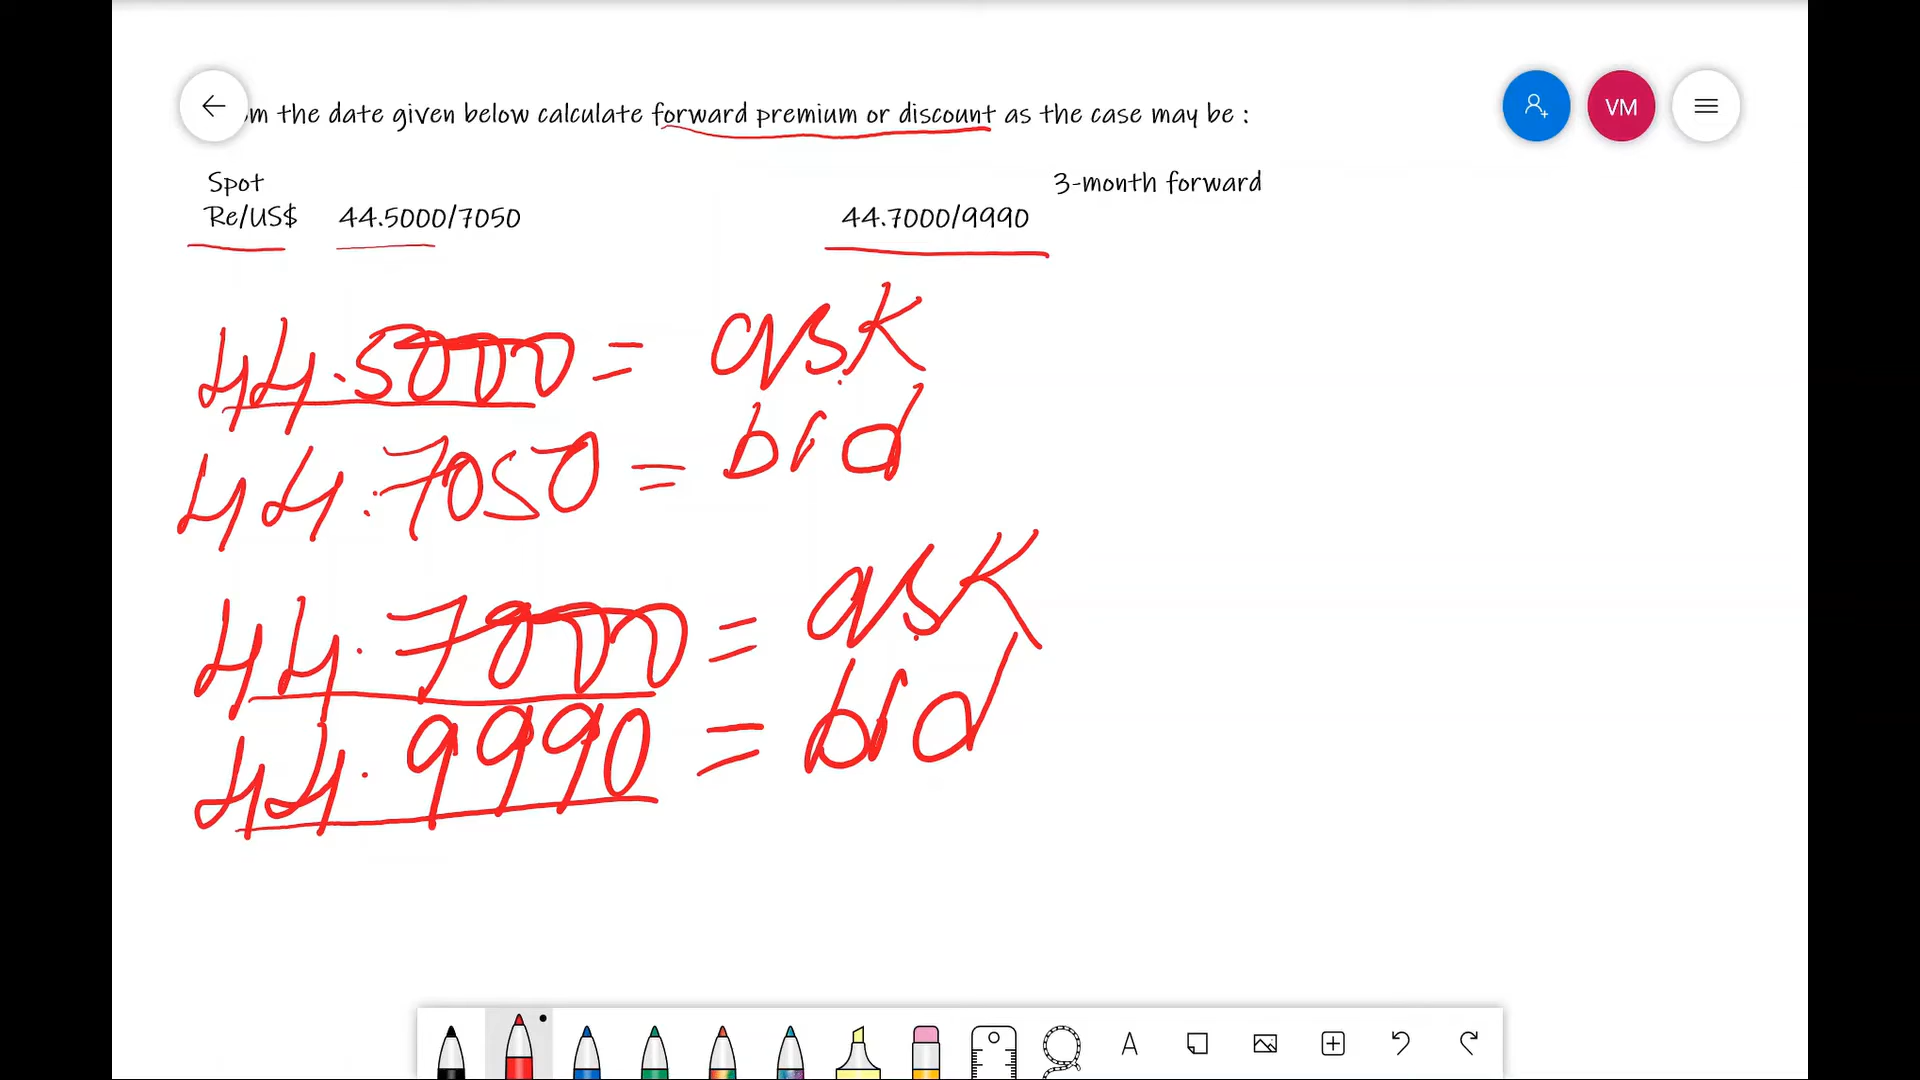 om the date given below calculate forward premium or discount as the case may be :
VM
Spot 3-month forward
Re/US$ 44.5000/7050 44.7000/9990
44.5000 = ask
44.7050 = bid
44.7000 = ask
44.9990 = bid
A